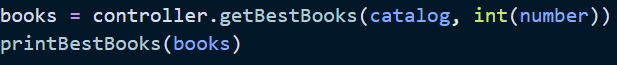 books = controller.getBestBooks(catalog, int(number))
printBestBooks(books)